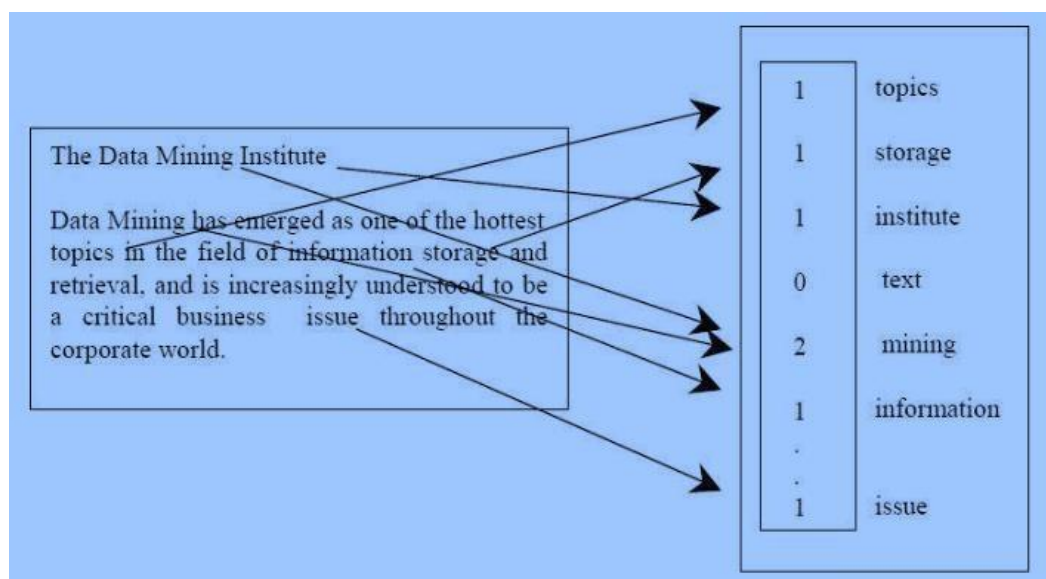 The Data Mining Institute
Data Mining has emerged as one of the hottest
topics in the field of information storage and
retrieval, and is increasingly understood to be
a critical business issue throughout the
corporate world.
1 topics
1 storage
1 institute
0 text
2 mining
1 information
.
.
1 issue